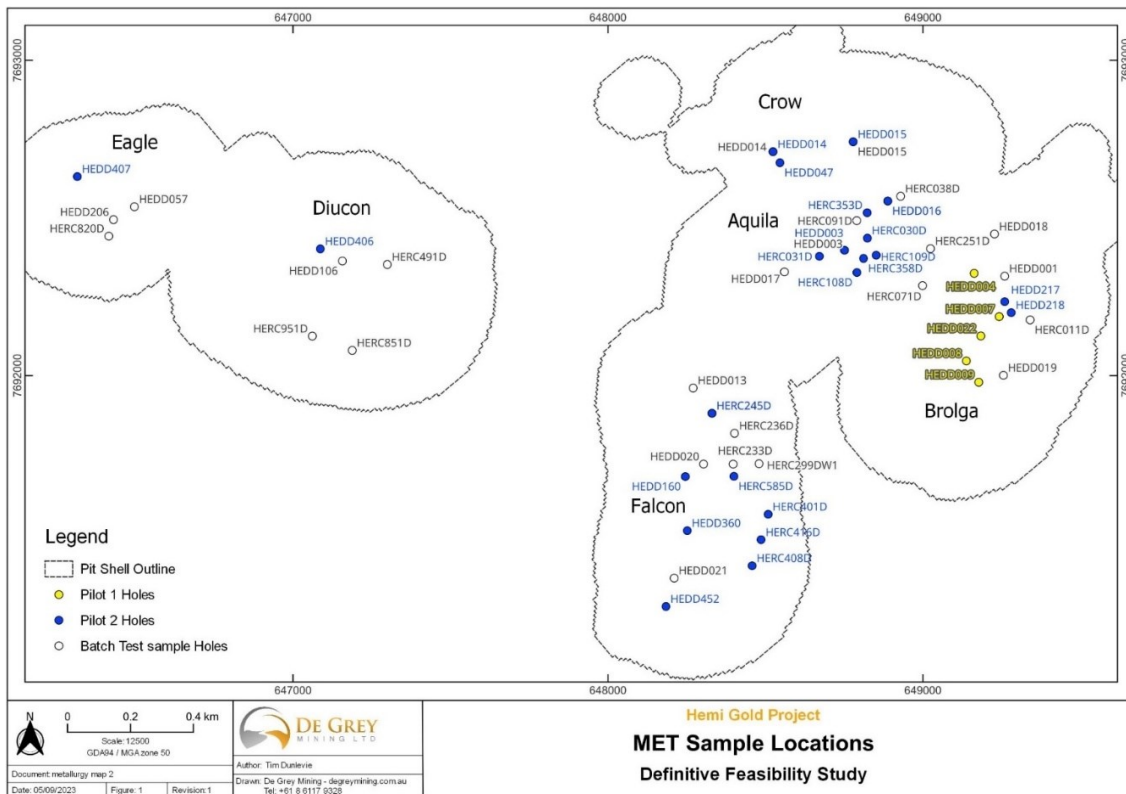 647000
648000
649000
7693000
7693000
Crow
Eagle
HEDD407
HEDD057
HEDD206
HERC820D
Diucon
HEDD406
HEDD106
HERC491D
HERC951D
HERC851D
HEDD014
HEDD014
HEDD047
HEDD015
HEDD015
HERC038D
HERC353D
HEDD016
Aquila
HERC091D
HEDD003
HERC030D
HEDD003
HERC031D
HERC109D
HERC358D
HEDD017
HERC108D
HEDD018
HERC251D
HERC071D
HEDD001
HEDD004
HEDD217
HEDD007
HEDD218
HERC011D
HEDD022
HEDD008
HEDD019
HEDD009
Brolga
7692000
7692000
HEDD013
HERC245D
HERC236D
HEDD020
HERC233D
HERC299DW1
HEDD160
HERC585D
Falcon
HERC401D
HEDD360
HERC415D
HERC408D
HEDD021
HEDD452
Legend
Pit Shell Outline
Pilot 1 Holes
Pilot 2 Holes
Batch Test sample Holes
647000
648000
649000
N
0 0.2 0.4 km
Scale: 12500
GDA94 / MGA zone 50
Document: metallurgy map 2
Date: 05/09/2023 Figure: 1 Revision: 1
DE GREY
MINING LTD
Author: Tim Dunlevie
Drawn: De Grey Mining - degreymining.com.au
Tel: +61 8 6117 9328
Hemi Gold Project
MET Sample Locations
Definitive Feasibility Study